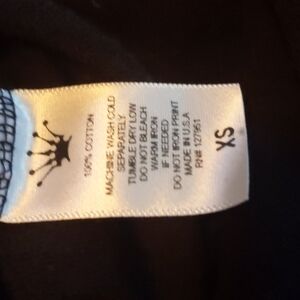 100% COTTON
MACHINE WASH COLD
SEPARATELY
TUMBLE DRY LOW
DO NOT BLEACH
WARM IRON
IF NEEDED
DO NOT IRON PRINT
MADE IN U.S.A
RN# 127951
XS